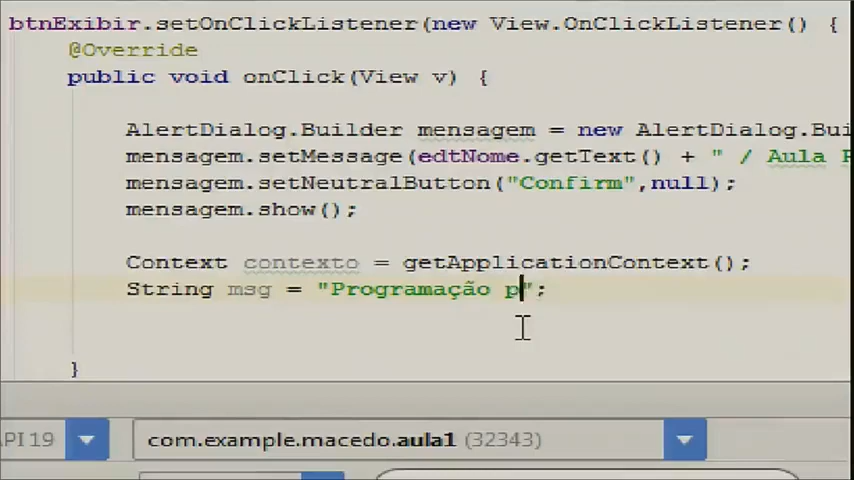 btnExibir.setOnClickListener(new View.OnClickListener() {
@Override
public void onClick(View v) {
AlertDialog.Builder mensagem = new AlertDialog.Bui
mensagem.setMessage(edtNome.getText() + " / Aula
mensagem.setNeutralButton("Confirm",null);
mensagem.show();
Context contexto = getApplicationContext();
String msg = "Programação p";
}
API 19
com.example.macedo.aula1 (32343)